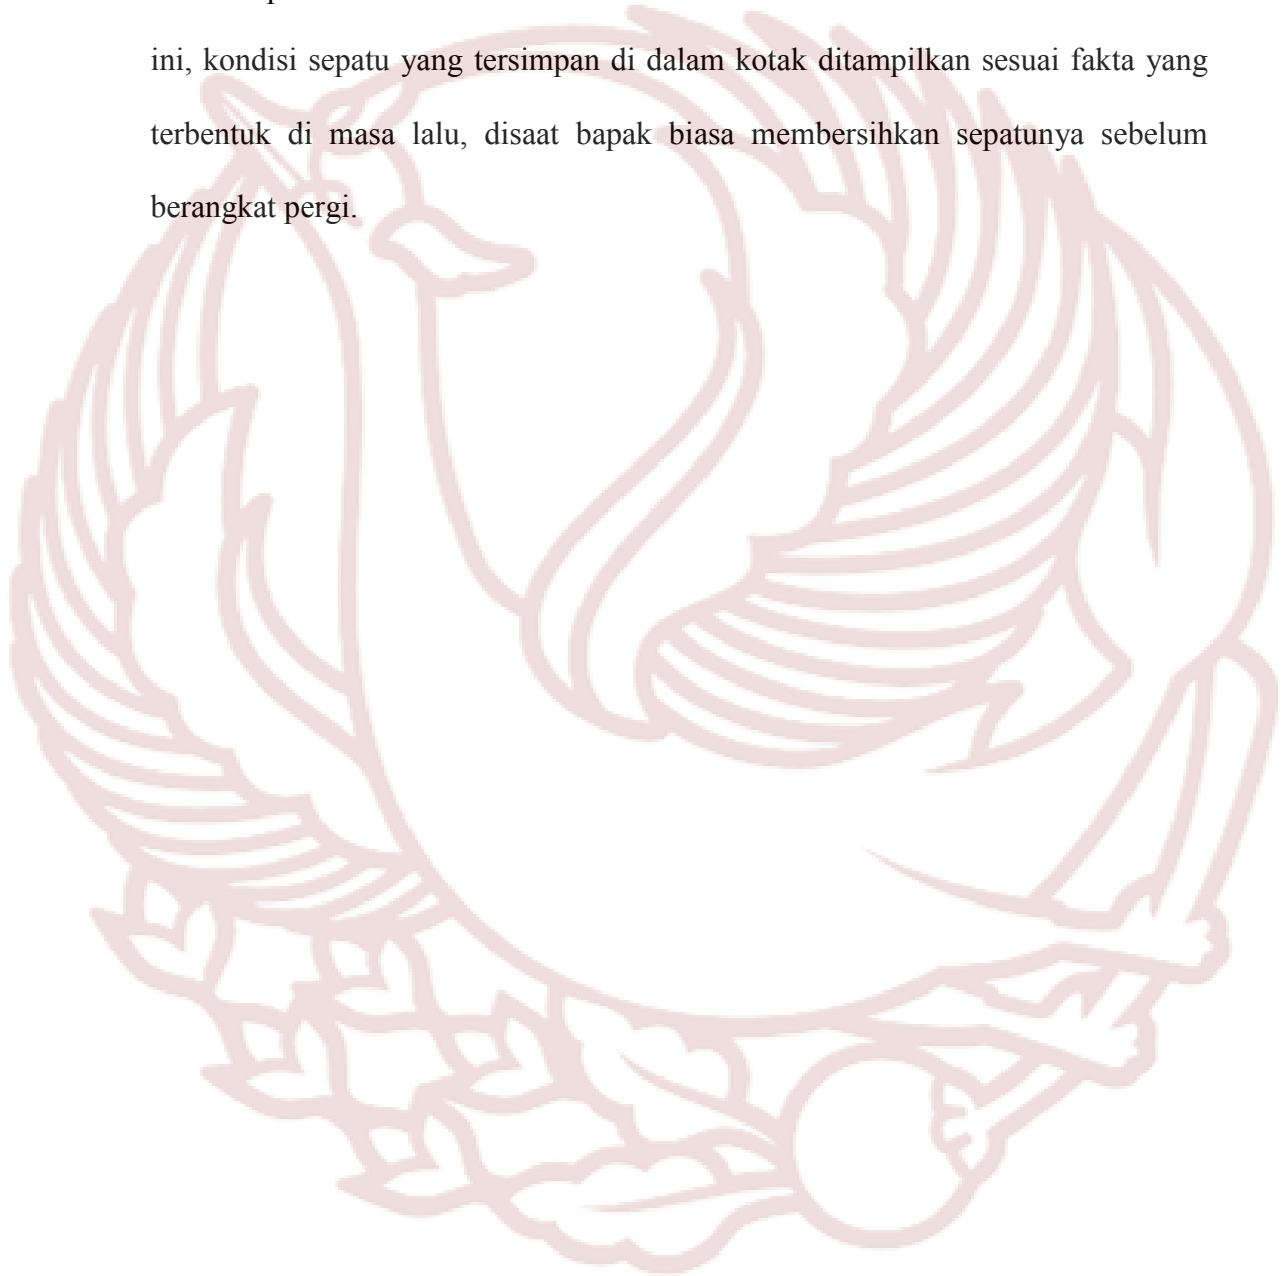 ini, kondisi sepatu yang tersimpan di dalam kotak ditampilkan sesuai fakta yang
terbentuk di masa lalu, disaat bapak biasa membersihkan sepatunya sebelum
berangkat pergi.